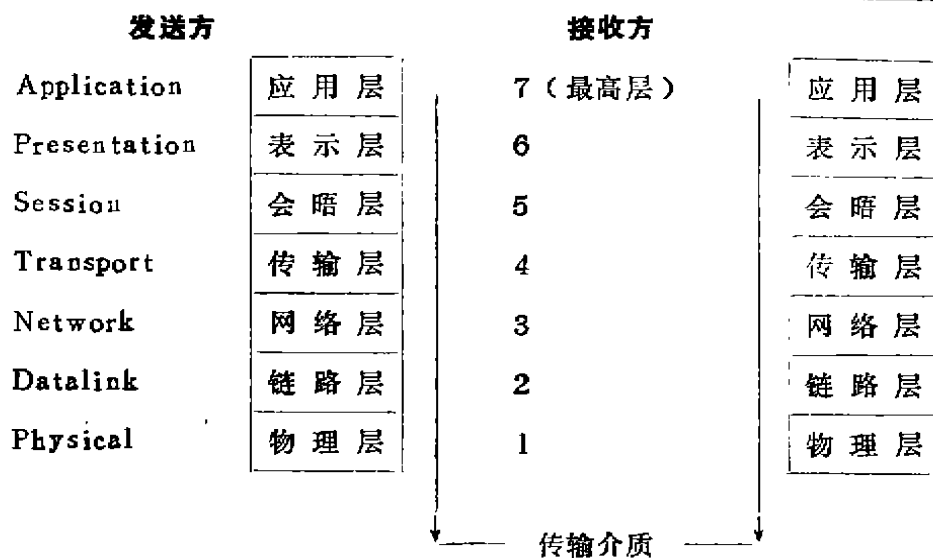 发送方 接收方
Application 应用层 7（最高层） 应用层
Presentation 表示层 6 表示层
Session 会晤层 5 会晤层
Transport 传输层 4 传输层
Network 网络层 3 网络层
Datalink 链路层 2 链路层
Physical 物理层 1 物理层
传输介质